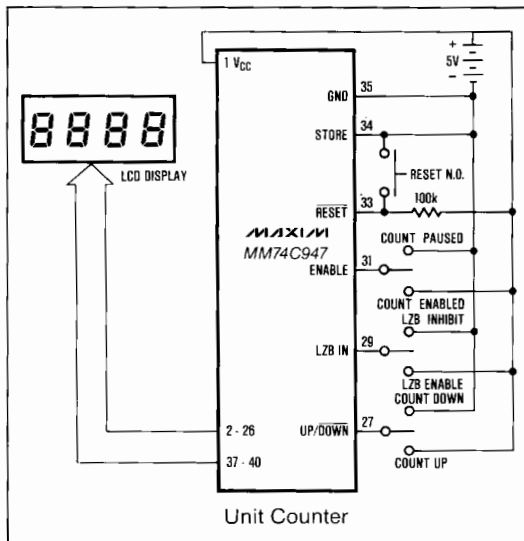 1 VCC
+
5V
−
GND 35
STORE 34
8888
LCD DISPLAY
RESET N.O.
RESET 33
100k
MAXIM
MM74C947
COUNT PAUSED
ENABLE 31
COUNT ENABLED
LZB INHIBIT
LZB IN 29
LZB ENABLE
COUNT DOWN
UP/DOWN 27
COUNT UP
2 - 26
37 - 40
Unit Counter